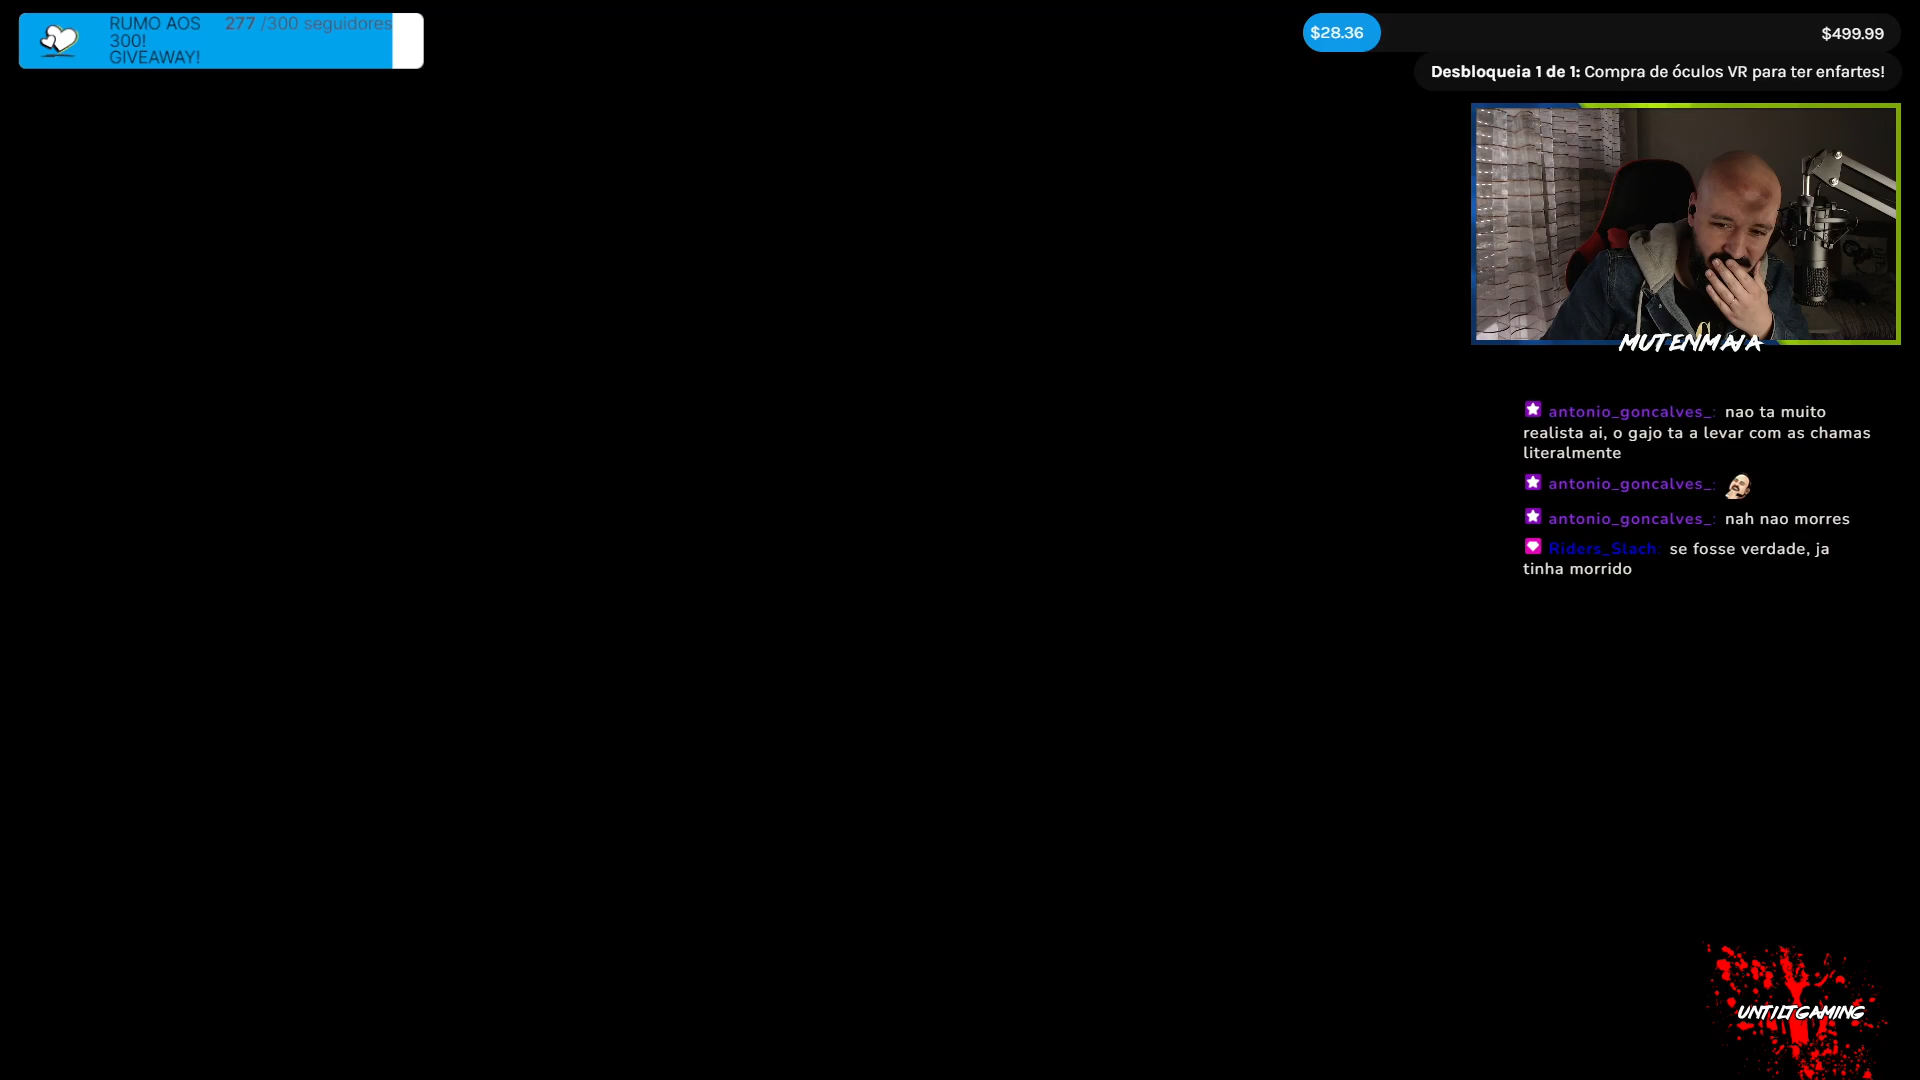 RUMO AOS 300! GIVEAWAY!
277 /300 seguidores
$28.36
$499.99
Desbloqueia 1 de 1: Compra de óculos VR para ter enfartes!
MUTENMAIA
antonio_goncalves_: nao ta muito
realista ai, o gajo ta a levar com as chamas
literalmente
antonio_goncalves_:
antonio_goncalves_: nah nao morres
Riders_Slach: se fosse verdade, ja
tinha morrido
UNTILTGAMING